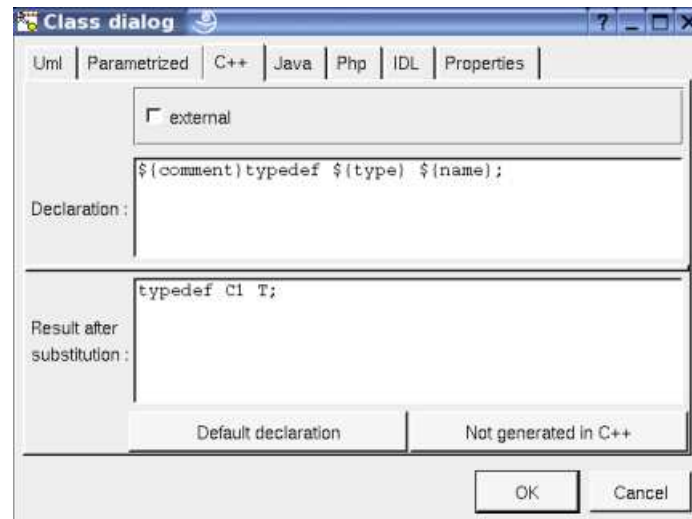 Class dialog
Uml Parametrized C++ Java Php IDL Properties
external
Declaration :
${comment}typedef ${type} ${name};
Result after
substitution :
typedef C1 T;
Default declaration Not generated in C++
OK Cancel